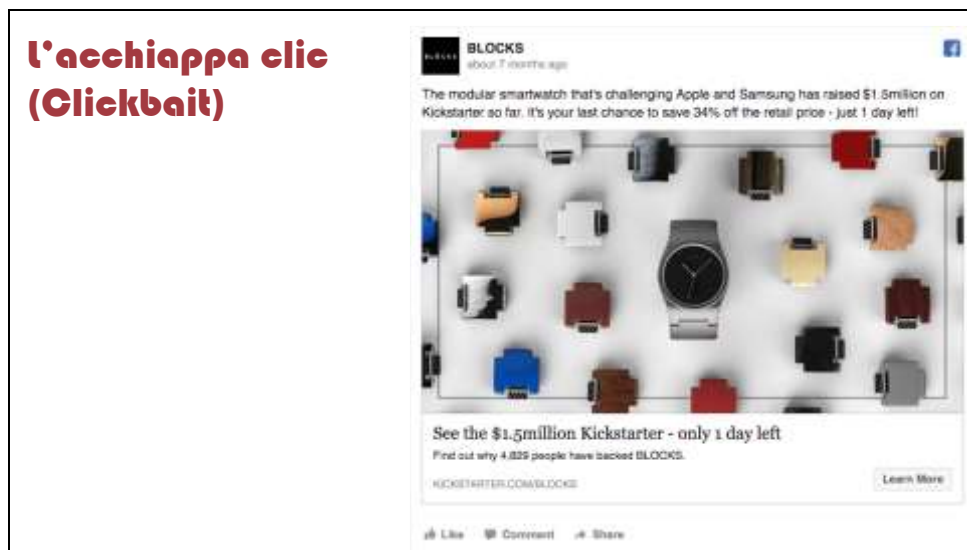 L'acchiappa clic
(Clickbait)
BLOCKS
BLOCKS
about 7 months ago
The modular smartwatch that's challenging Apple and Samsung has raised $1.5million on
Kickstarter so far. It's your last chance to save 34% off the retail price - just 1 day left!
See the $1.5million Kickstarter - only 1 day left
Find out why 4,829 people have backed BLOCKS.
KICKSTARTER.COM/BLOCKS
Learn More
Like Comment Share